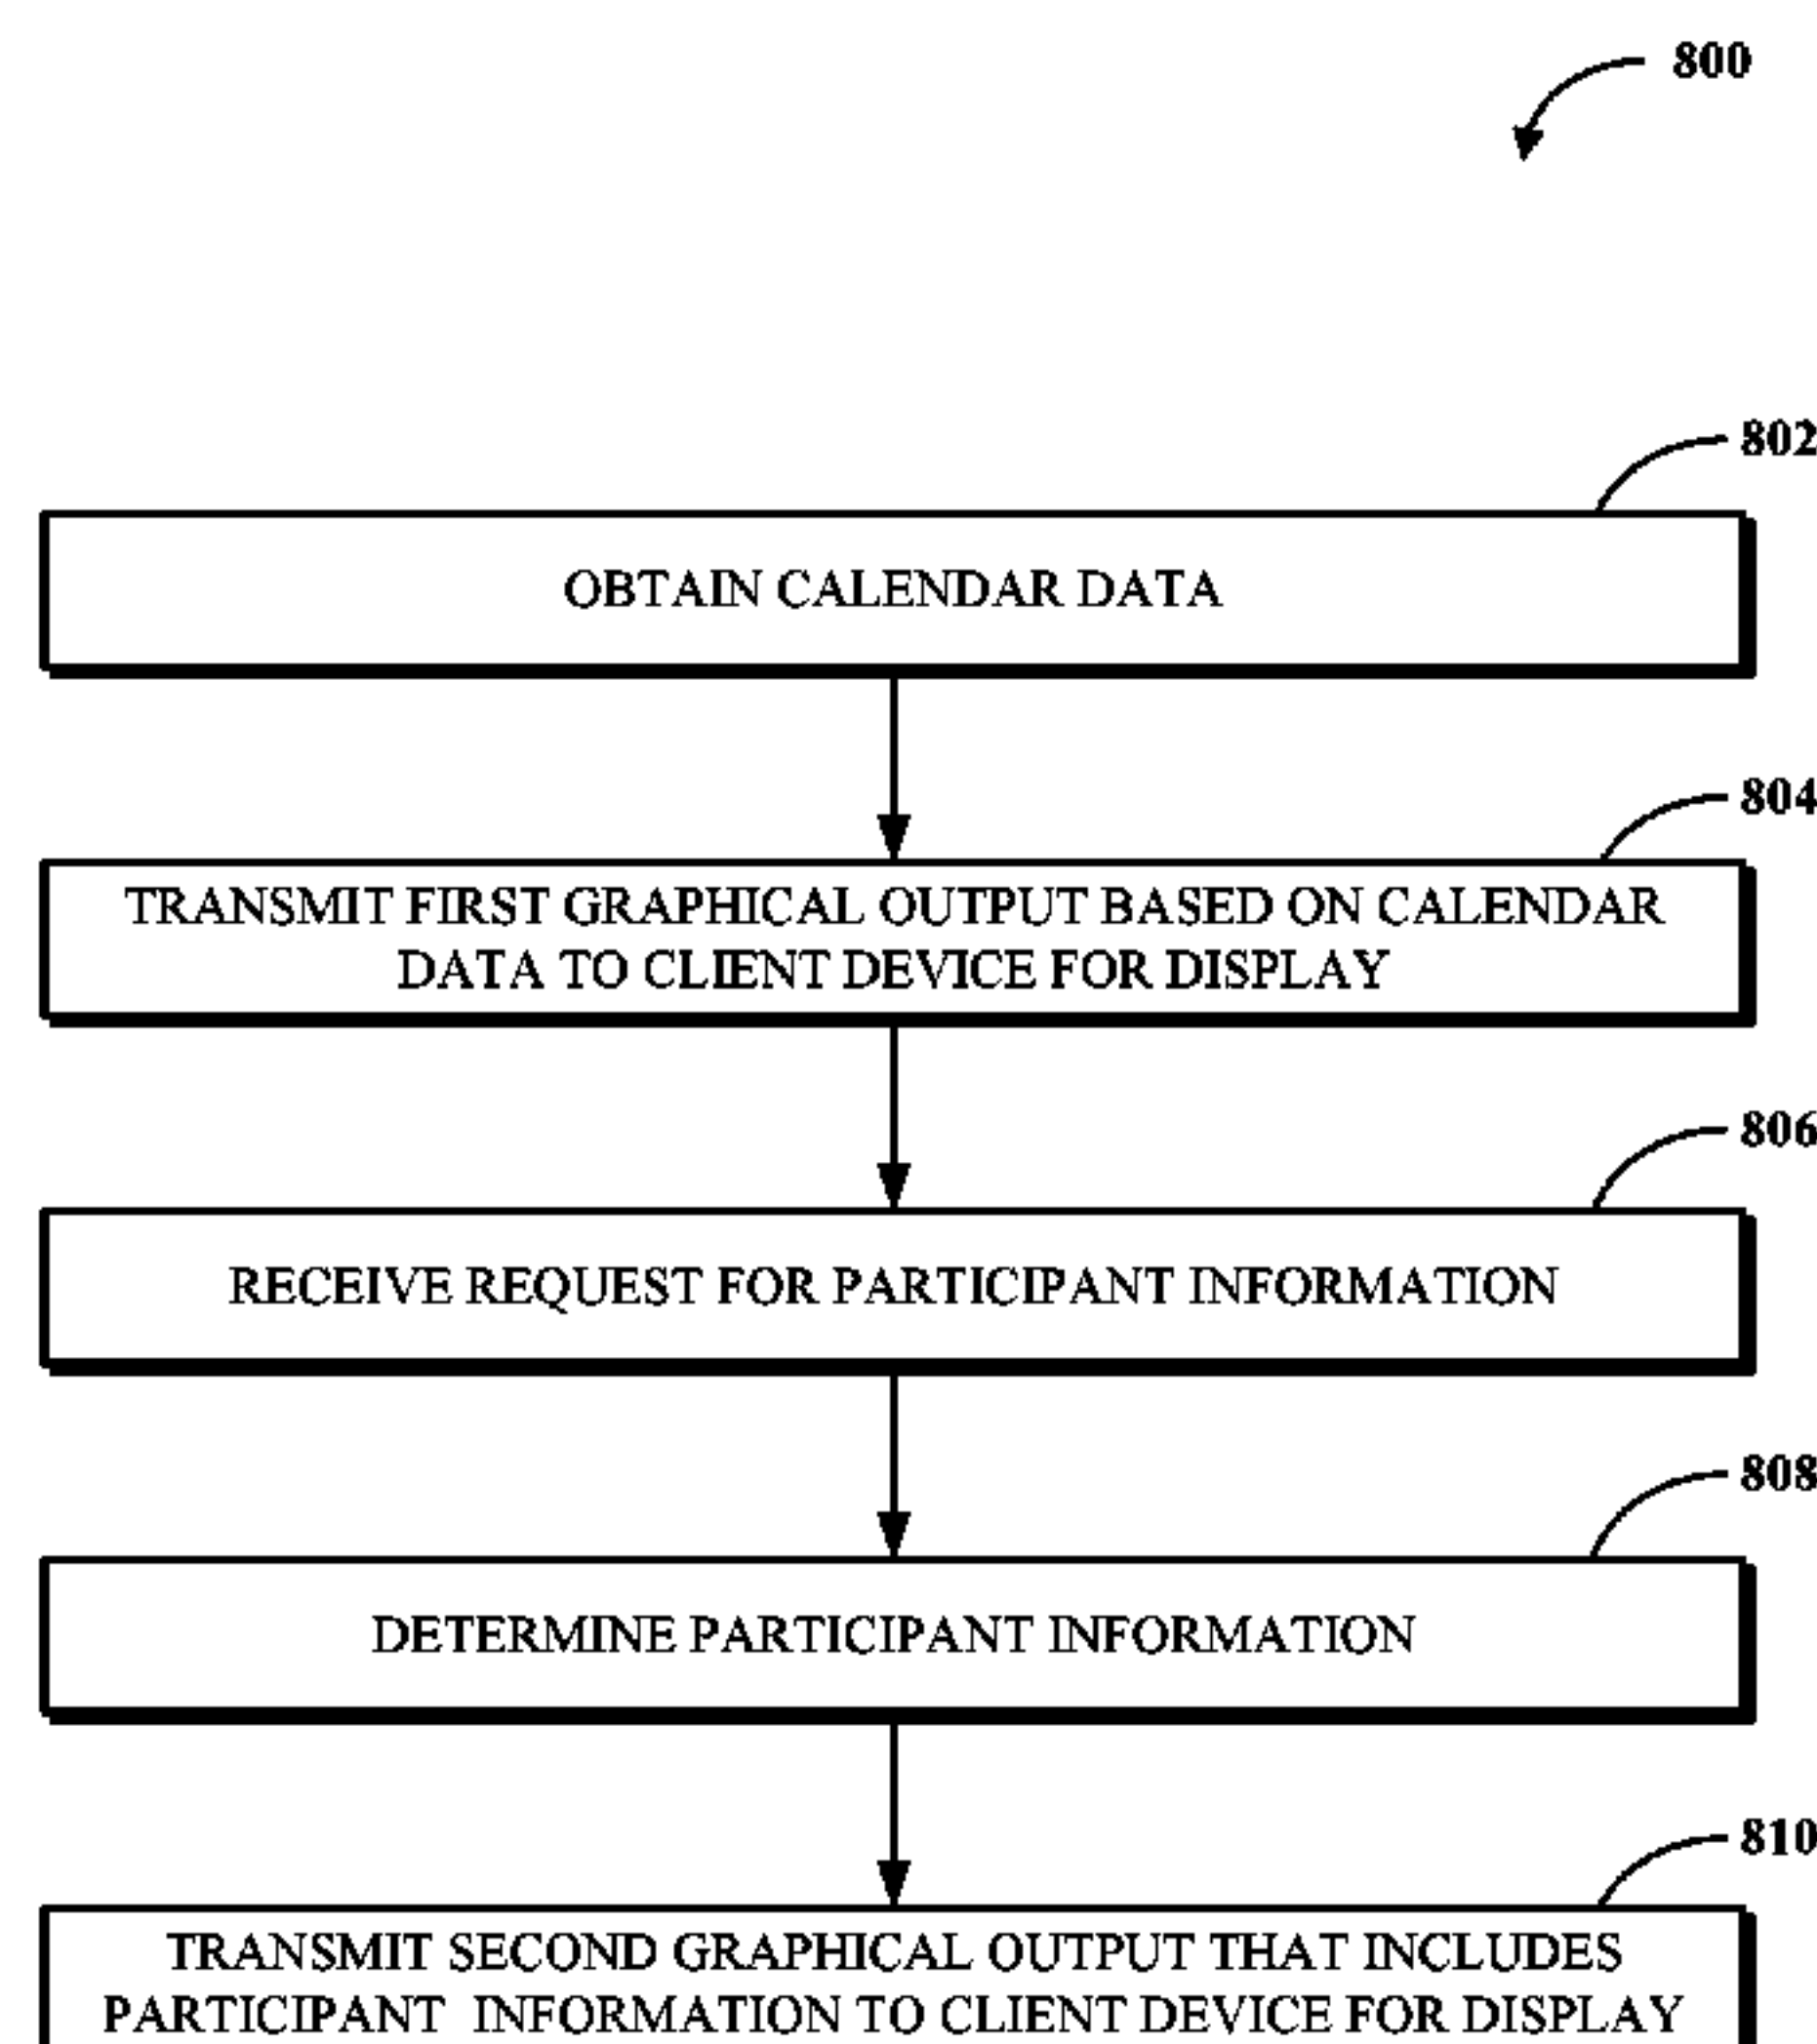 800
802
OBTAIN CALENDAR DATA
804
TRANSMIT FIRST GRAPHICAL OUTPUT BASED ON CALENDAR
DATA TO CLIENT DEVICE FOR DISPLAY
806
RECEIVE REQUEST FOR PARTICIPANT INFORMATION
808
DETERMINE PARTICIPANT INFORMATION
810
TRANSMIT SECOND GRAPHICAL OUTPUT THAT INCLUDES
PARTICIPANT INFORMATION TO CLIENT DEVICE FOR DISPLAY